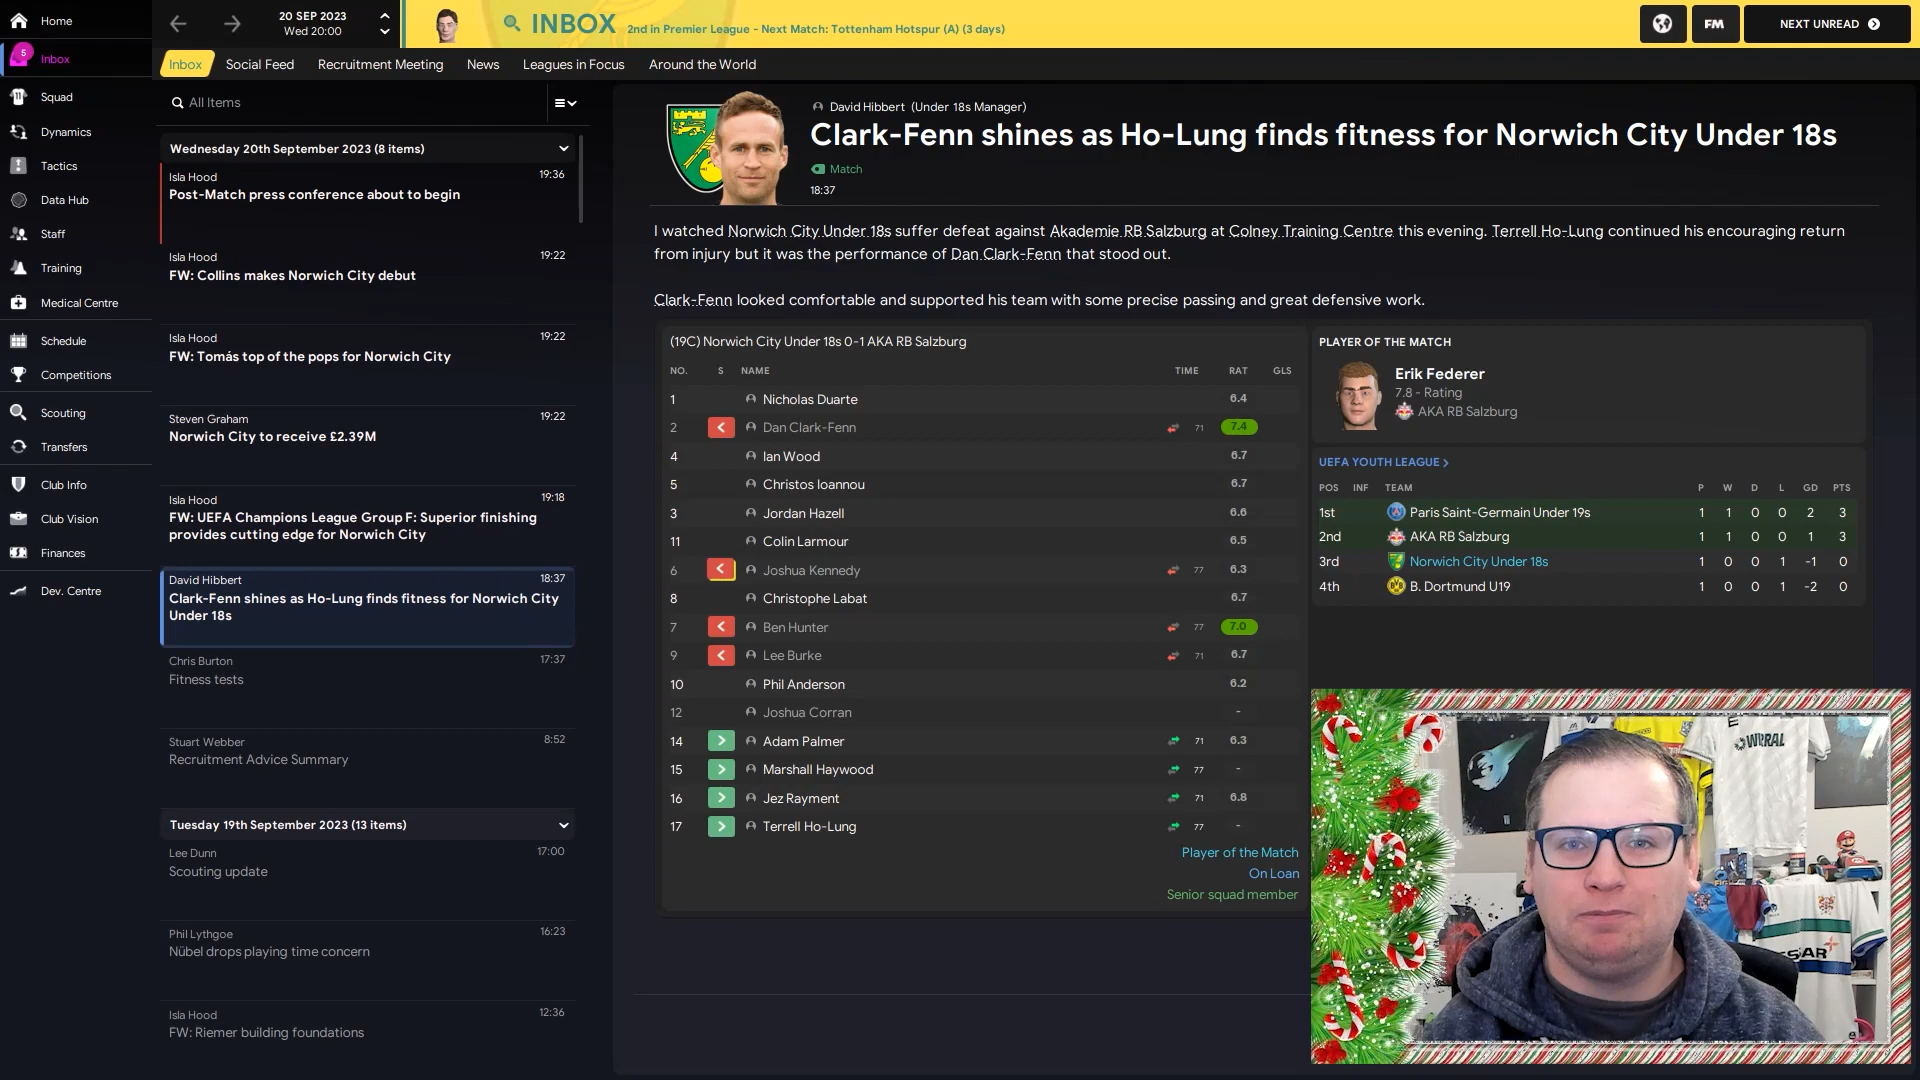 Home
Inbox
5
Squad
Dynamics
Tactics
Data Hub
Staff
Training
Medical Centre
Schedule
Competitions
Scouting
Transfers
Club Info
Club Vision
Finances
Dev. Centre
20 SEP 2023
Wed 20:00
INBOX
2nd in Premier League - Next Match: Tottenham Hotspur (A) (3 days)
FM
NEXT UNREAD
Inbox Social Feed Recruitment Meeting News Leagues in Focus Around the World
All Items
Wednesday 20th September 2023 (8 items)
Isla Hood 19:36
Post-Match press conference about to begin
Isla Hood 19:22
FW: Collins makes Norwich City debut
Isla Hood 19:22
FW: Tomás top of the pops for Norwich City
Steven Graham 19:22
Norwich City to receive £2.39M
Isla Hood 19:18
FW: UEFA Champions League Group F: Superior finishing
provides cutting edge for Norwich City
David Hibbert 18:37
Clark-Fenn shines as Ho-Lung finds fitness for Norwich City
Under 18s
Chris Burton 17:37
Fitness tests
Stuart Webber 8:52
Recruitment Advice Summary
Tuesday 19th September 2023 (13 items)
Lee Dunn 17:00
Scouting update
Phil Lythgoe 16:23
Nübel drops playing time concern
Isla Hood 12:36
FW: Riemer building foundations
David Hibbert (Under 18s Manager)
Clark-Fenn shines as Ho-Lung finds fitness for Norwich City Under 18s
Match
18:37
I watched Norwich City Under 18s suffer defeat against Akademie RB Salzburg at Colney Training Centre this evening. Terrell Ho-Lung continued his encouraging return
from injury but it was the performance of Dan Clark-Fenn that stood out.
Clark-Fenn looked comfortable and supported his team with some precise passing and great defensive work.
(19C) Norwich City Under 18s 0-1 AKA RB Salzburg
NO. S NAME TIME RAT GLS
1 Nicholas Duarte 6.4
2 Dan Clark-Fenn 71 7.4
4 Ian Wood 6.7
5 Christos Ioannou 6.7
3 Jordan Hazell 6.6
11 Colin Larmour 6.5
6 Joshua Kennedy 77 6.3
8 Christophe Labat 6.7
7 Ben Hunter 77 7.0
9 Lee Burke 71 6.7
10 Phil Anderson 6.2
12 Joshua Corran -
14 Adam Palmer 71 6.3
15 Marshall Haywood 77 -
16 Jez Rayment 71 6.8
17 Terrell Ho-Lung 77 -
Player of the Match
On Loan
Senior squad member
PLAYER OF THE MATCH
Erik Federer
7.8 - Rating
AKA RB Salzburg
UEFA YOUTH LEAGUE >
POS INF TEAM P W D L GD PTS
1st Paris Saint-Germain Under 19s 1 1 0 0 2 3
2nd AKA RB Salzburg 1 1 0 0 1 3
3rd Norwich City Under 18s 1 0 0 1 -1 0
4th B. Dortmund U19 1 0 0 1 -2 0
WIRRAL